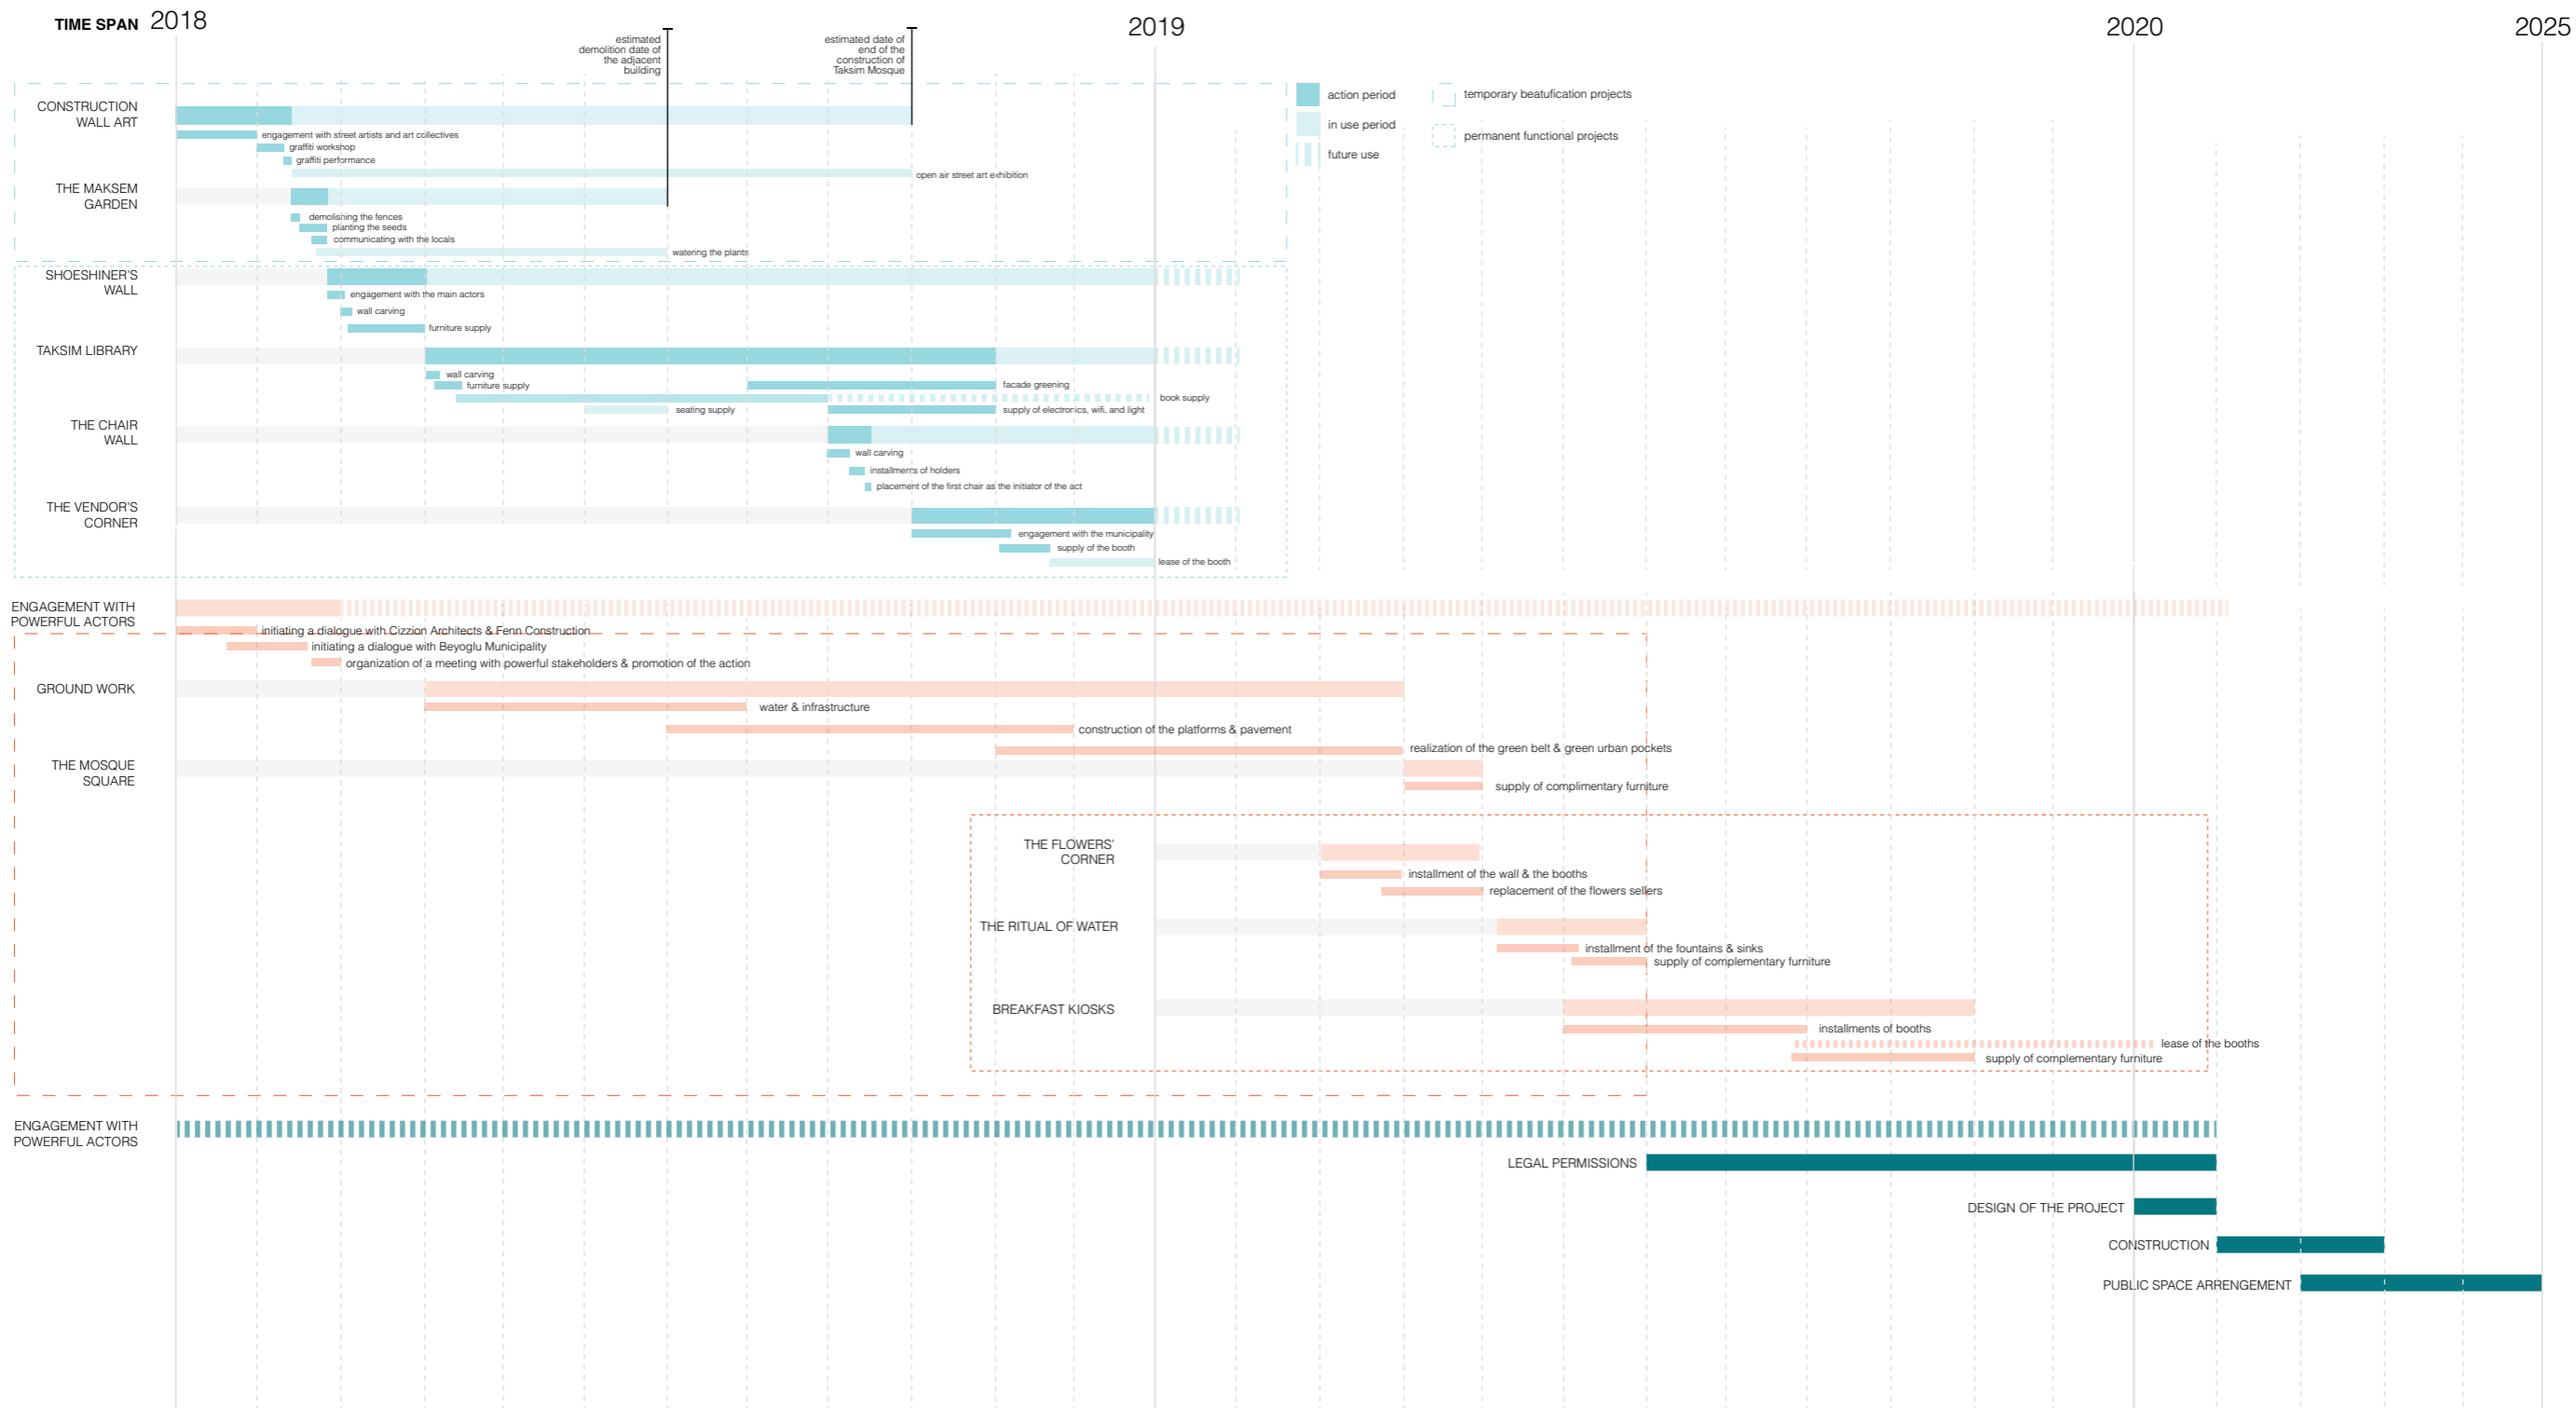 TIME SPAN
2018
2019
2020
2025
estimated
demolition date of
the adjacent
building
estimated date of
end of the
construction of
Taksim Mosque
action period
in use period
future use
temporary beatufication projects
permanent functional projects
CONSTRUCTION
WALL ART
engagement with street artists and art collectives
graffiti workshop
graffiti performance
open air street art exhibition
THE MAKSEM
GARDEN
demolishing the fences
planting the seeds
communicating with the locals
watering the plants
SHOESHINER'S
WALL
engagement with the main actors
wall carving
furniture supply
TAKSIM LIBRARY
wall carving
furniture supply
facade greening
book supply
seating supply
supply of electronics, wifi, and light
THE CHAIR
WALL
wall carving
installments of holders
placement of the first chair as the initiator of the act
THE VENDOR'S
CORNER
engagement with the municipality
supply of the booth
lease of the booth
ENGAGEMENT WITH
POWERFUL ACTORS
initiating a dialogue with Cizzion Architects & Fenn Construction
initiating a dialogue with Beyoglu Municipality
organization of a meeting with powerful stakeholders & promotion of the action
GROUND WORK
water & infrastructure
construction of the platforms & pavement
realization of the green belt & green urban pockets
THE MOSQUE
SQUARE
supply of complimentary furniture
THE FLOWERS'
CORNER
installment of the wall & the booths
replacement of the flowers sellers
THE RITUAL OF WATER
installment of the fountains & sinks
supply of complementary furniture
BREAKFAST KIOSKS
installments of booths
lease of the booths
supply of complementary furniture
ENGAGEMENT WITH
POWERFUL ACTORS
LEGAL PERMISSIONS
DESIGN OF THE PROJECT
CONSTRUCTION
PUBLIC SPACE ARRENGEMENT